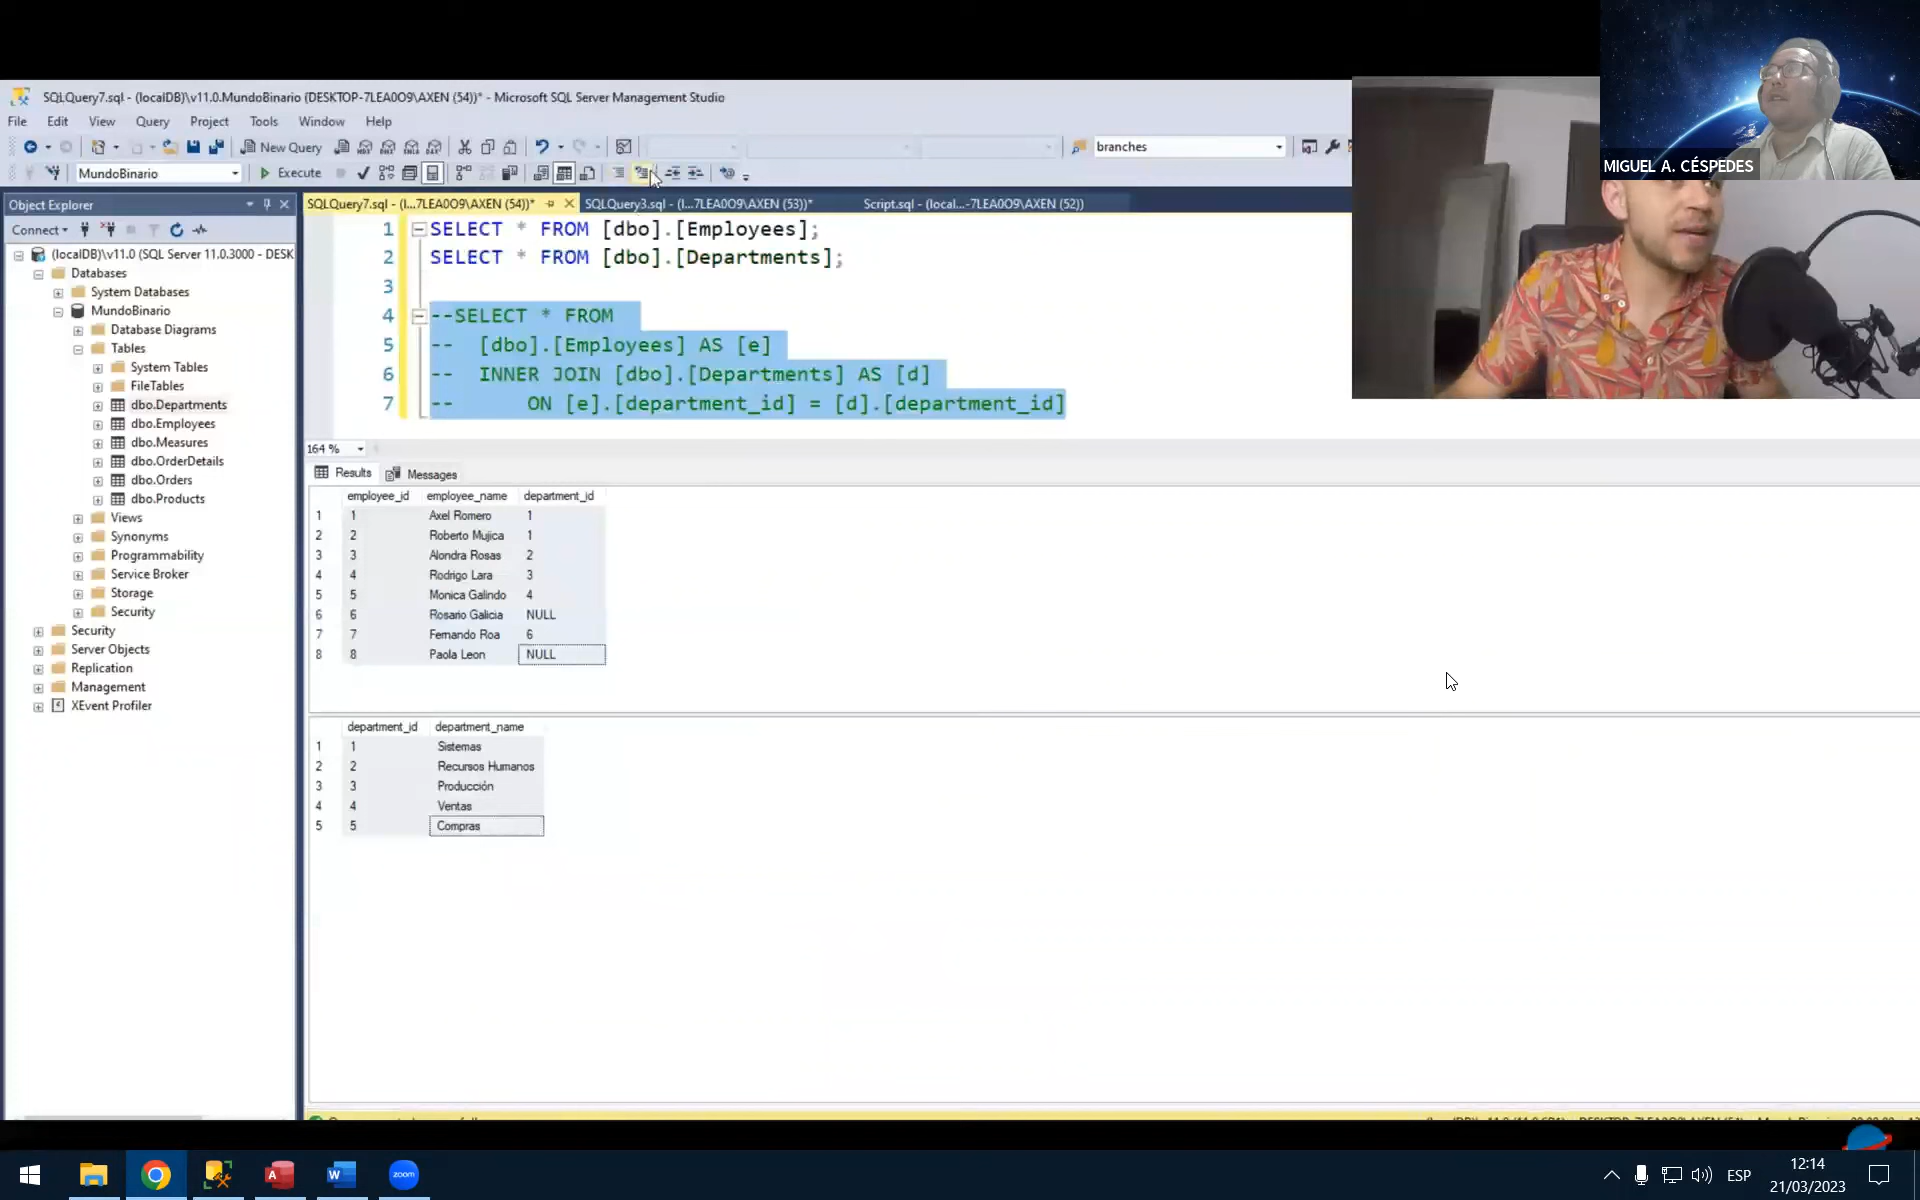 MIGUEL A. CÉSPEDES
SQLQuery7.sql - (localDB)\v11.0.MundoBinario (DESKTOP-7LEA0O9\AXEN (54))* - Microsoft SQL Server Management Studio
File Edit View Query Project Tools Window Help
New Query branches
MundoBinario Execute
Object Explorer
SQLQuery7.sql - (l...7LEA0O9\AXEN (54))* SQLQuery3.sql - (l...7LEA0O9\AXEN (53))* Script.sql - (local...-7LEA0O9\AXEN (52))
Connect
(localDB)\v11.0 (SQL Server 11.0.3000 - DESK
Databases
System Databases
MundoBinario
Database Diagrams
Tables
System Tables
FileTables
dbo.Departments
dbo.Employees
dbo.Measures
dbo.OrderDetails
dbo.Orders
dbo.Products
Views
Synonyms
Programmability
Service Broker
Storage
Security
Security
Server Objects
Replication
Management
XEvent Profiler
1 SELECT * FROM [dbo].[Employees];
2 SELECT * FROM [dbo].[Departments];
3
4 --SELECT * FROM
5 -- [dbo].[Employees] AS [e]
6 -- INNER JOIN [dbo].[Departments] AS [d]
7 -- ON [e].[department_id] = [d].[department_id]
164 %
Results Messages
employee_id employee_name department_id
1 1 Axel Romero 1
2 2 Roberto Mujica 1
3 3 Alondra Rosas 2
4 4 Rodrigo Lara 3
5 5 Monica Galindo 4
6 6 Rosario Galicia NULL
7 7 Fernando Roa 6
8 8 Paola Leon NULL
department_id department_name
1 1 Sistemas
2 2 Recursos Humanos
3 3 Producción
4 4 Ventas
5 5 Compras
zoom
ESP
12:14
21/03/2023